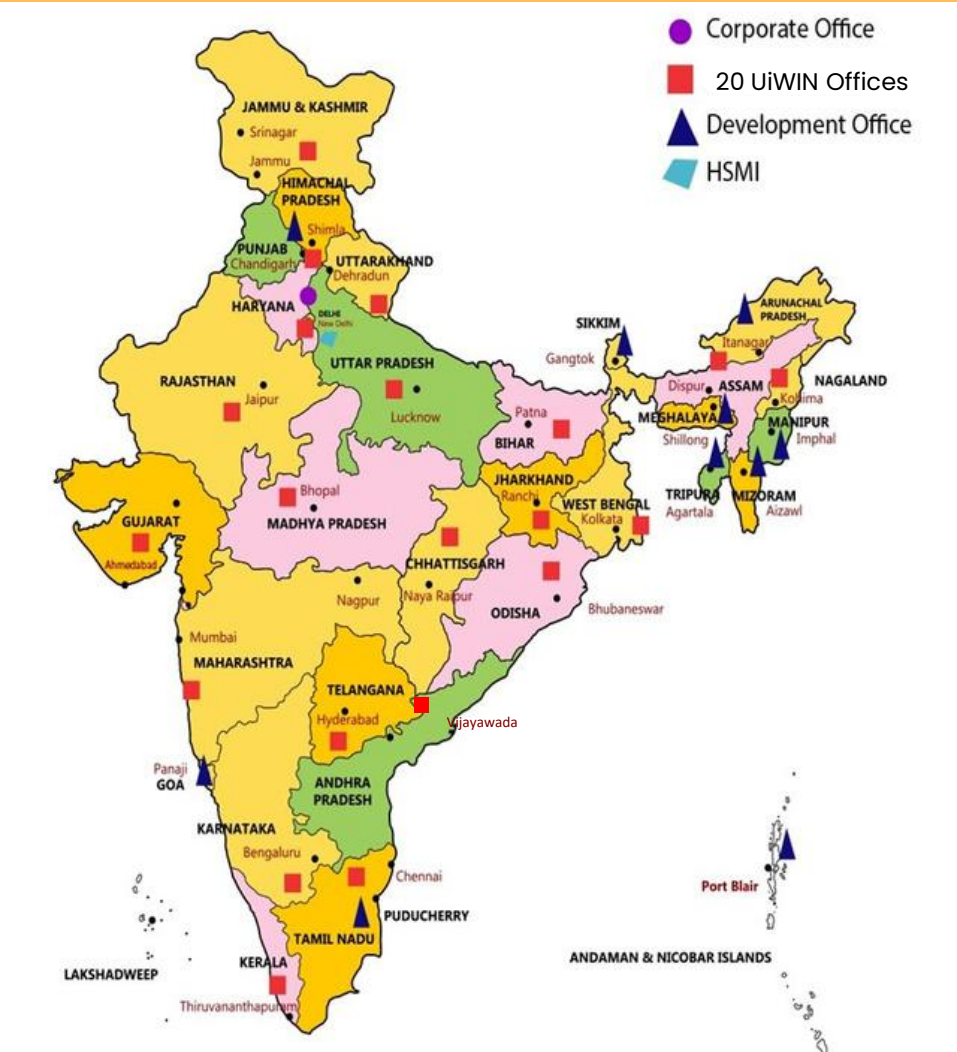 Corporate Office
20 UiWIN Offices
Development Office
HSMI
JAMMU & KASHMIR
Srinagar
Jammu
HIMACHAL
PRADESH
Shimla
PUNJAB
Chandigarh
UTTARAKHAND
Dehradun
HARYANA
DELHI
New Delhi
SIKKIM
Gangtok
ARUNACHAL
PRADESH
Itanagar
UTTAR PRADESH
Lucknow
RAJASTHAN
Jaipur
Dispur
ASSAM
NAGALAND
Kohima
MEGHALAYA
Shillong
MANIPUR
Imphal
Patna
BIHAR
JHARKHAND
Ranchi
WEST BENGAL
Kolkata
TRIPURA
Agartala
MIZORAM
Aizawl
GUJARAT
Ahmedabad
Bhopal
MADHYA PRADESH
CHHATTISGARH
Naya Raipur
Nagpur
ODISHA
Bhubaneswar
Mumbai
MAHARASHTRA
TELANGANA
Hyderabad
Vijayawada
Panaji
GOA
ANDHRA
PRADESH
KARNATAKA
Bengaluru
Chennai
PUDUCHERRY
TAMIL NADU
KERALA
Thiruvananthapuram
LAKSHADWEEP
Port Blair
ANDAMAN & NICOBAR ISLANDS